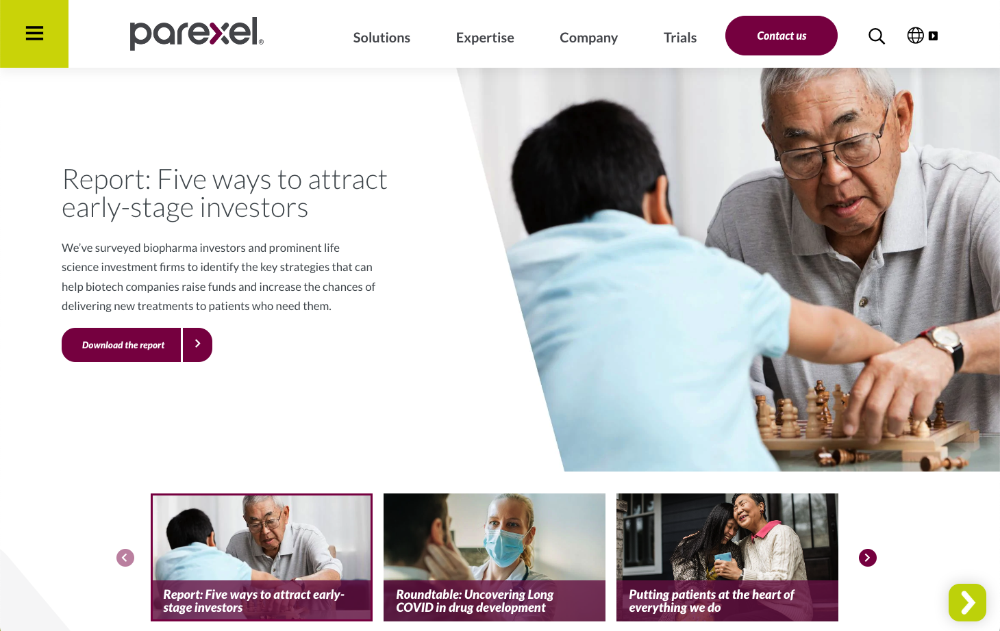 parexel®
Solutions
Expertise
Company
Trials
Contact us
Report: Five ways to attract
early-stage investors
We’ve surveyed biopharma investors and prominent life
science investment firms to identify the key strategies that can
help biotech companies raise funds and increase the chances of
delivering new treatments to patients who need them.
Download the report
Report: Five ways to attract early-
stage investors
Roundtable: Uncovering Long
COVID in drug development
Putting patients at the heart of
everything we do